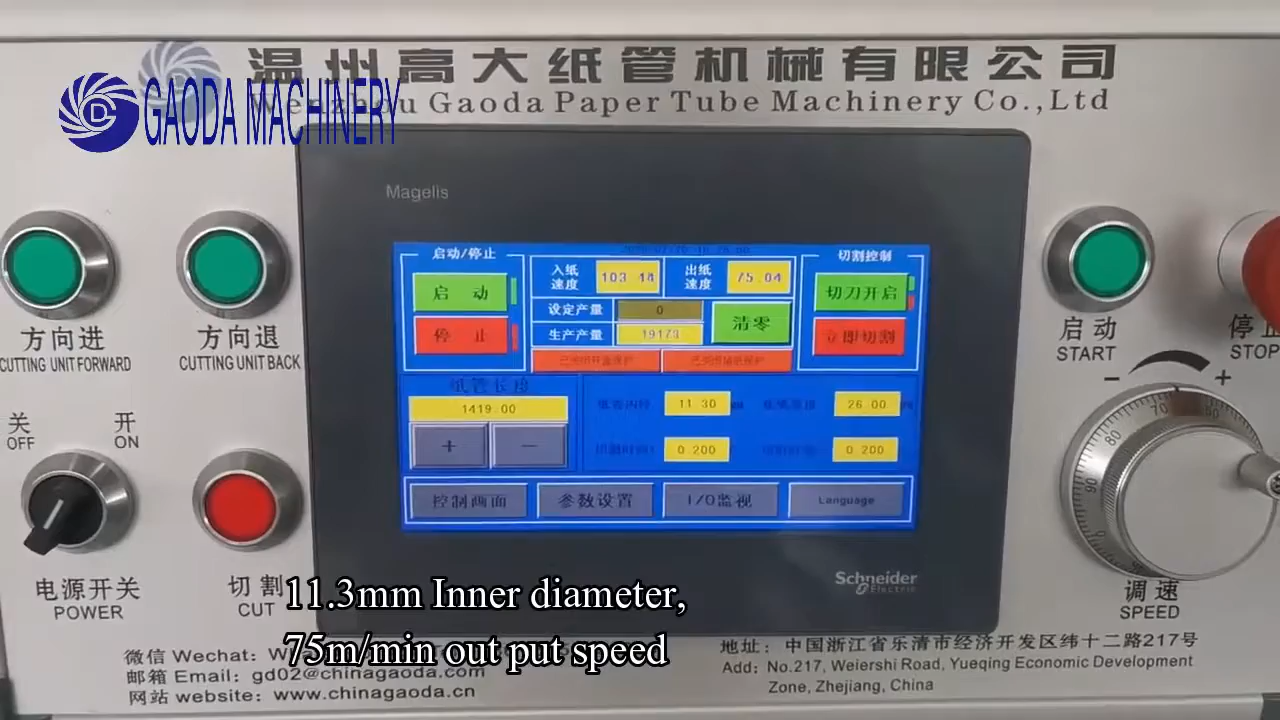 温州高大纸管机械有限公司
GAODA MACHINERY
Wenzhou Gaoda Paper Tube Machinery Co.,Ltd
Magelis
启动/停止
切割控制
入纸速度
103.14
出纸速度
75.04
启 动
切刀开启
设定产量
0
清零
生产产量
19173
停 止
立即切割
纸管长度
1419.00
11.30
26.00
+
-
0.200
0.200
控制画面
参数设置
I/O监视
Language
Schneider
Electric
方向进
CUTTING UNIT FORWARD
方向退
CUTTING UNIT BACK
启动
START
停止
STOP
- +
70
80
90
关
OFF
开
ON
电源开关
POWER
切割
CUT
调速
SPEED
11.3mm Inner diameter,
75m/min out put speed
微信 Wechat:
邮箱 Email: gd02@chinagaoda.com
网站 website: www.chinagaoda.cn
地址: 中国浙江省乐清市经济开发区纬十二路217号
Add: No.217, Weiershi Road, Yueqing Economic Development
Zone, Zhejiang, China